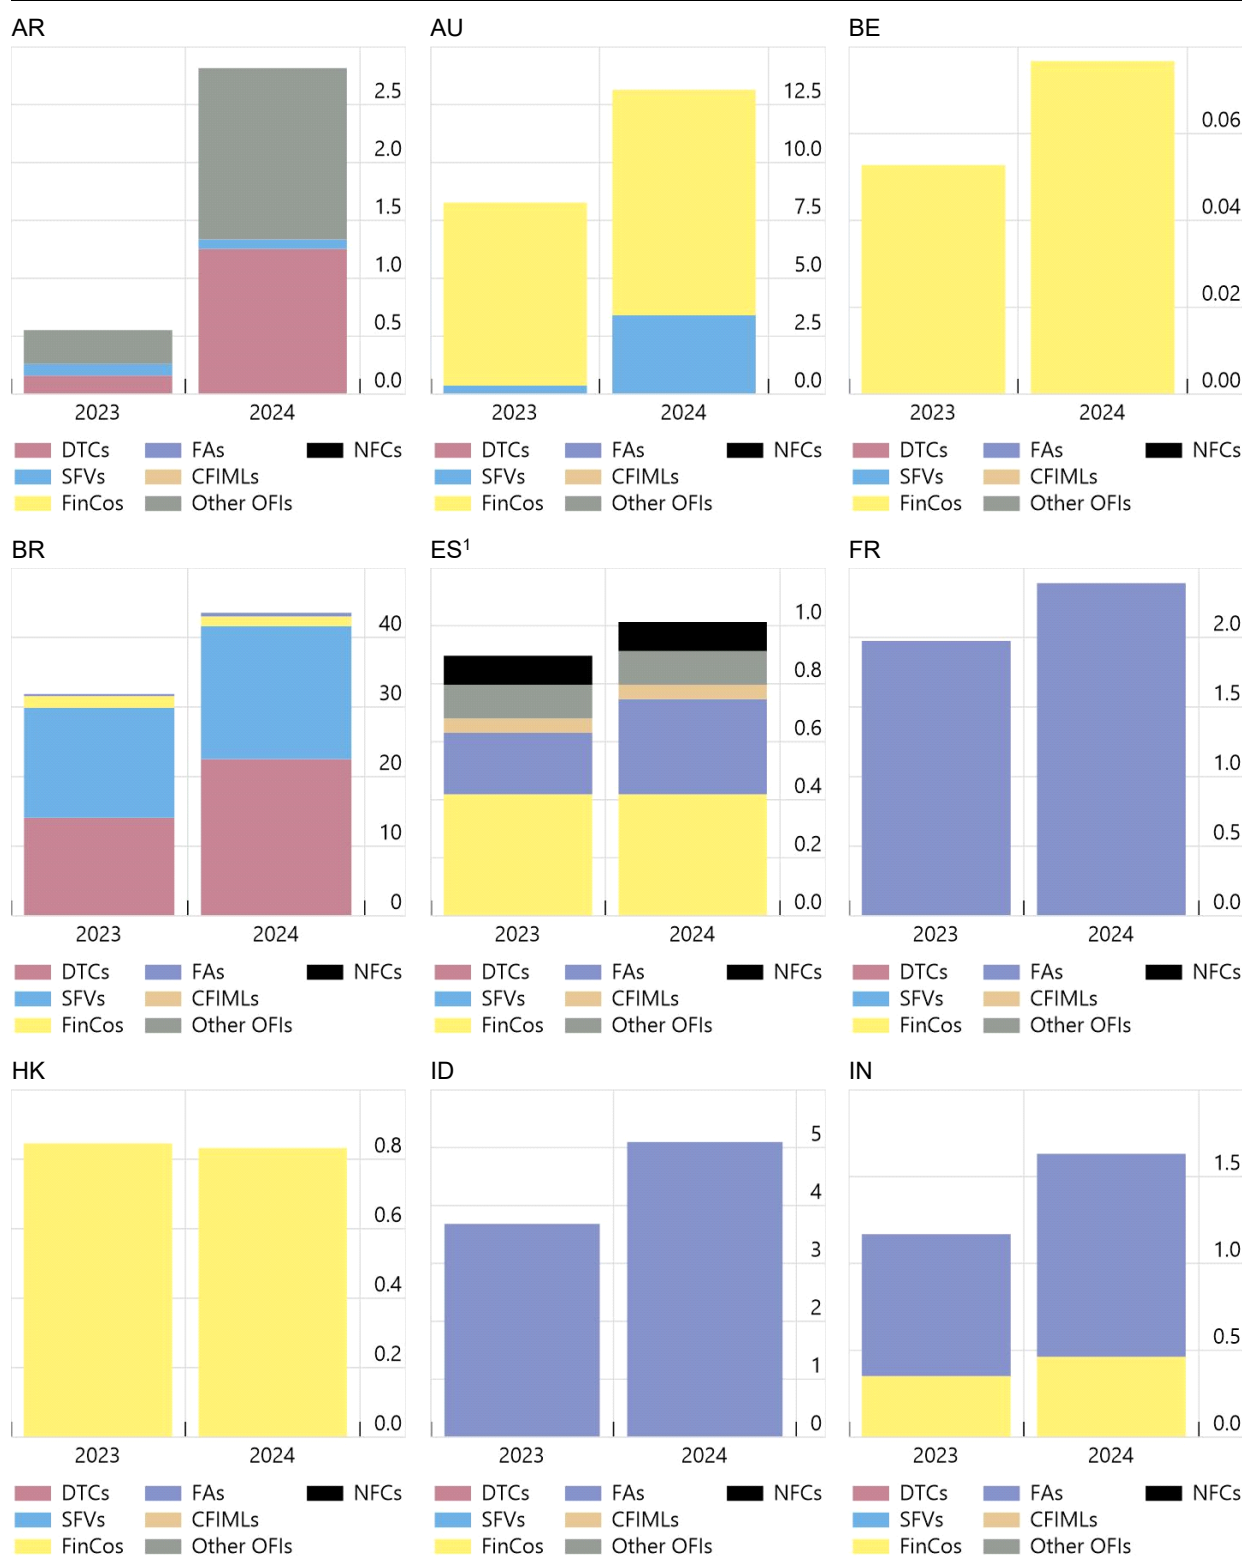 AR
AU
BE
2.5
2.0
1.5
1.0
0.5
0.0
12.5
10.0
7.5
5.0
2.5
0.0
0.06
0.04
0.02
0.00
2023 2024
2023 2024
2023 2024
DTCs FAs NFCs
SFVs CFIMLs
FinCos Other OFIs
DTCs FAs NFCs
SFVs CFIMLs
FinCos Other OFIs
DTCs FAs NFCs
SFVs CFIMLs
FinCos Other OFIs
BR
ES¹
FR
40
30
20
10
0
1.0
0.8
0.6
0.4
0.2
0.0
2.0
1.5
1.0
0.5
0.0
2023 2024
2023 2024
2023 2024
DTCs FAs NFCs
SFVs CFIMLs
FinCos Other OFIs
DTCs FAs NFCs
SFVs CFIMLs
FinCos Other OFIs
DTCs FAs NFCs
SFVs CFIMLs
FinCos Other OFIs
HK
ID
IN
0.8
0.6
0.4
0.2
0.0
5
4
3
2
1
0
1.5
1.0
0.5
0.0
2023 2024
2023 2024
2023 2024
DTCs FAs NFCs
SFVs CFIMLs
FinCos Other OFIs
DTCs FAs NFCs
SFVs CFIMLs
FinCos Other OFIs
DTCs FAs NFCs
SFVs CFIMLs
FinCos Other OFIs